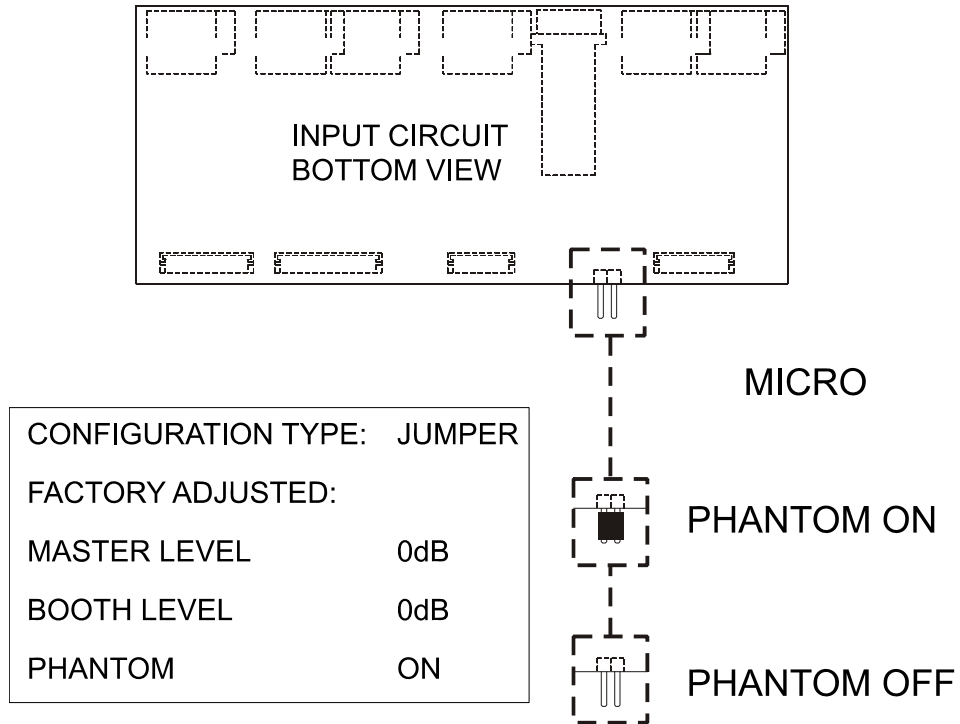 INPUT CIRCUIT
BOTTOM VIEW
MICRO
CONFIGURATION TYPE: JUMPER
FACTORY ADJUSTED:
MASTER LEVEL 0dB
BOOTH LEVEL 0dB
PHANTOM ON
PHANTOM ON
PHANTOM OFF